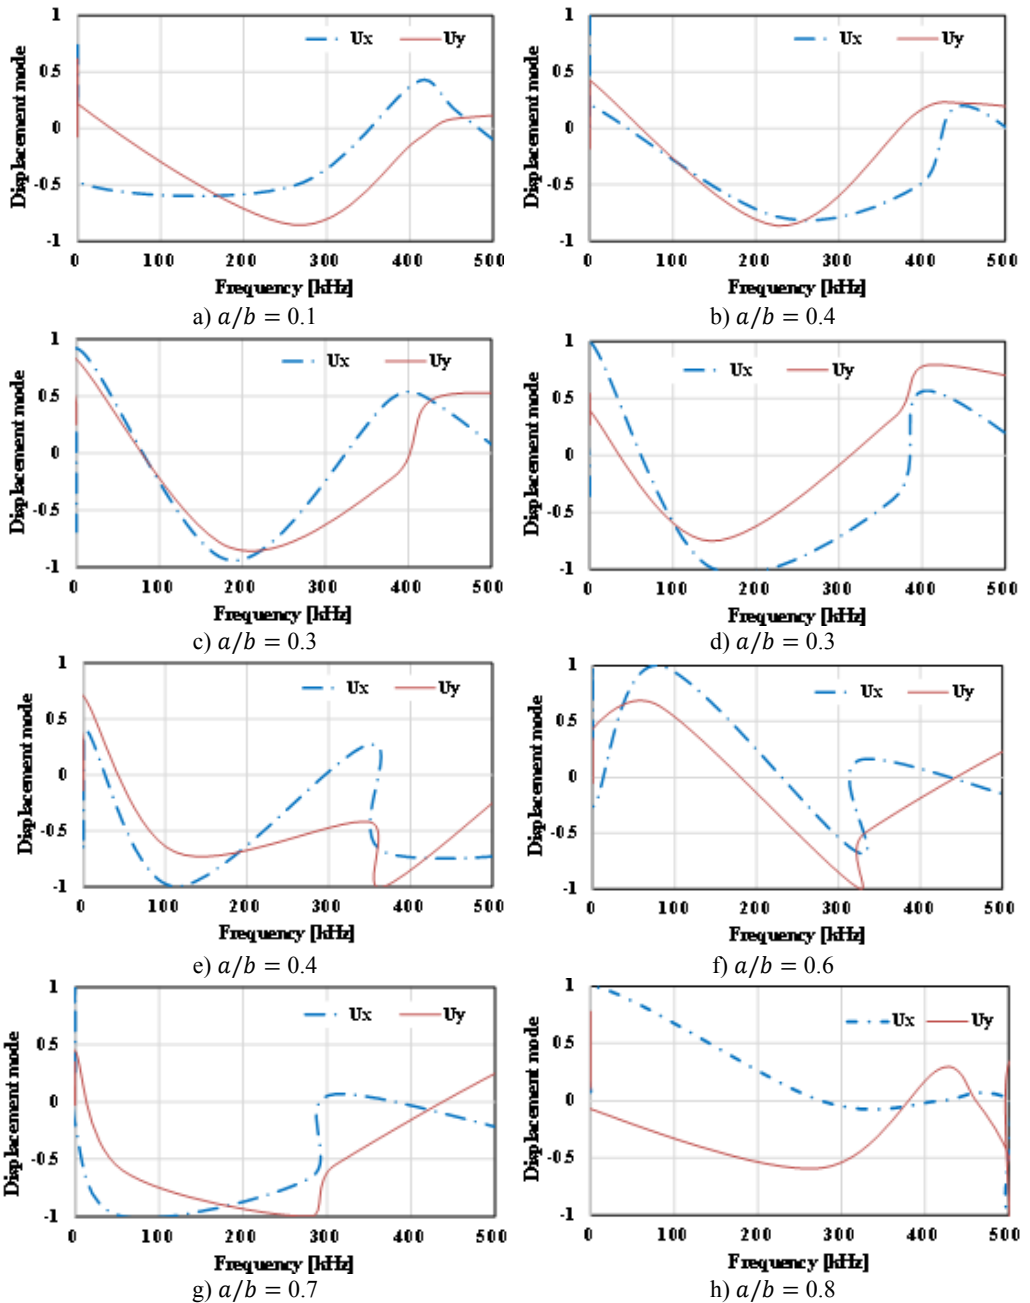 Displacement mode
1
0.5
0
-0.5
-1
Ux
Uy
0 100 200 300 400 500
Frequency [kHz]
a) a/b = 0.1
Displacement mode
1
0.5
0
-0.5
-1
Ux
Uy
0 100 200 300 400 500
Frequency [kHz]
b) a/b = 0.4
Displacement mode
1
0.5
0
-0.5
-1
Ux
Uy
0 100 200 300 400 500
Frequency [kHz]
c) a/b = 0.3
Displacement mode
1
0.5
0
-0.5
-1
Ux
Uy
0 100 200 300 400 500
Frequency [kHz]
d) a/b = 0.3
Displacement mode
1
0.5
0
-0.5
-1
Ux
Uy
0 100 200 300 400 500
Frequency [kHz]
e) a/b = 0.4
Displacement mode
1
0.5
0
-0.5
-1
Ux
Uy
0 100 200 300 400 500
Frequency [kHz]
f) a/b = 0.6
Displacement mode
1
0.5
0
-0.5
-1
Ux
Uy
0 100 200 300 400 500
Frequency [kHz]
g) a/b = 0.7
Displacement mode
1
0.5
0
-0.5
-1
Ux
Uy
0 100 200 300 400 500
Frequency [kHz]
h) a/b = 0.8